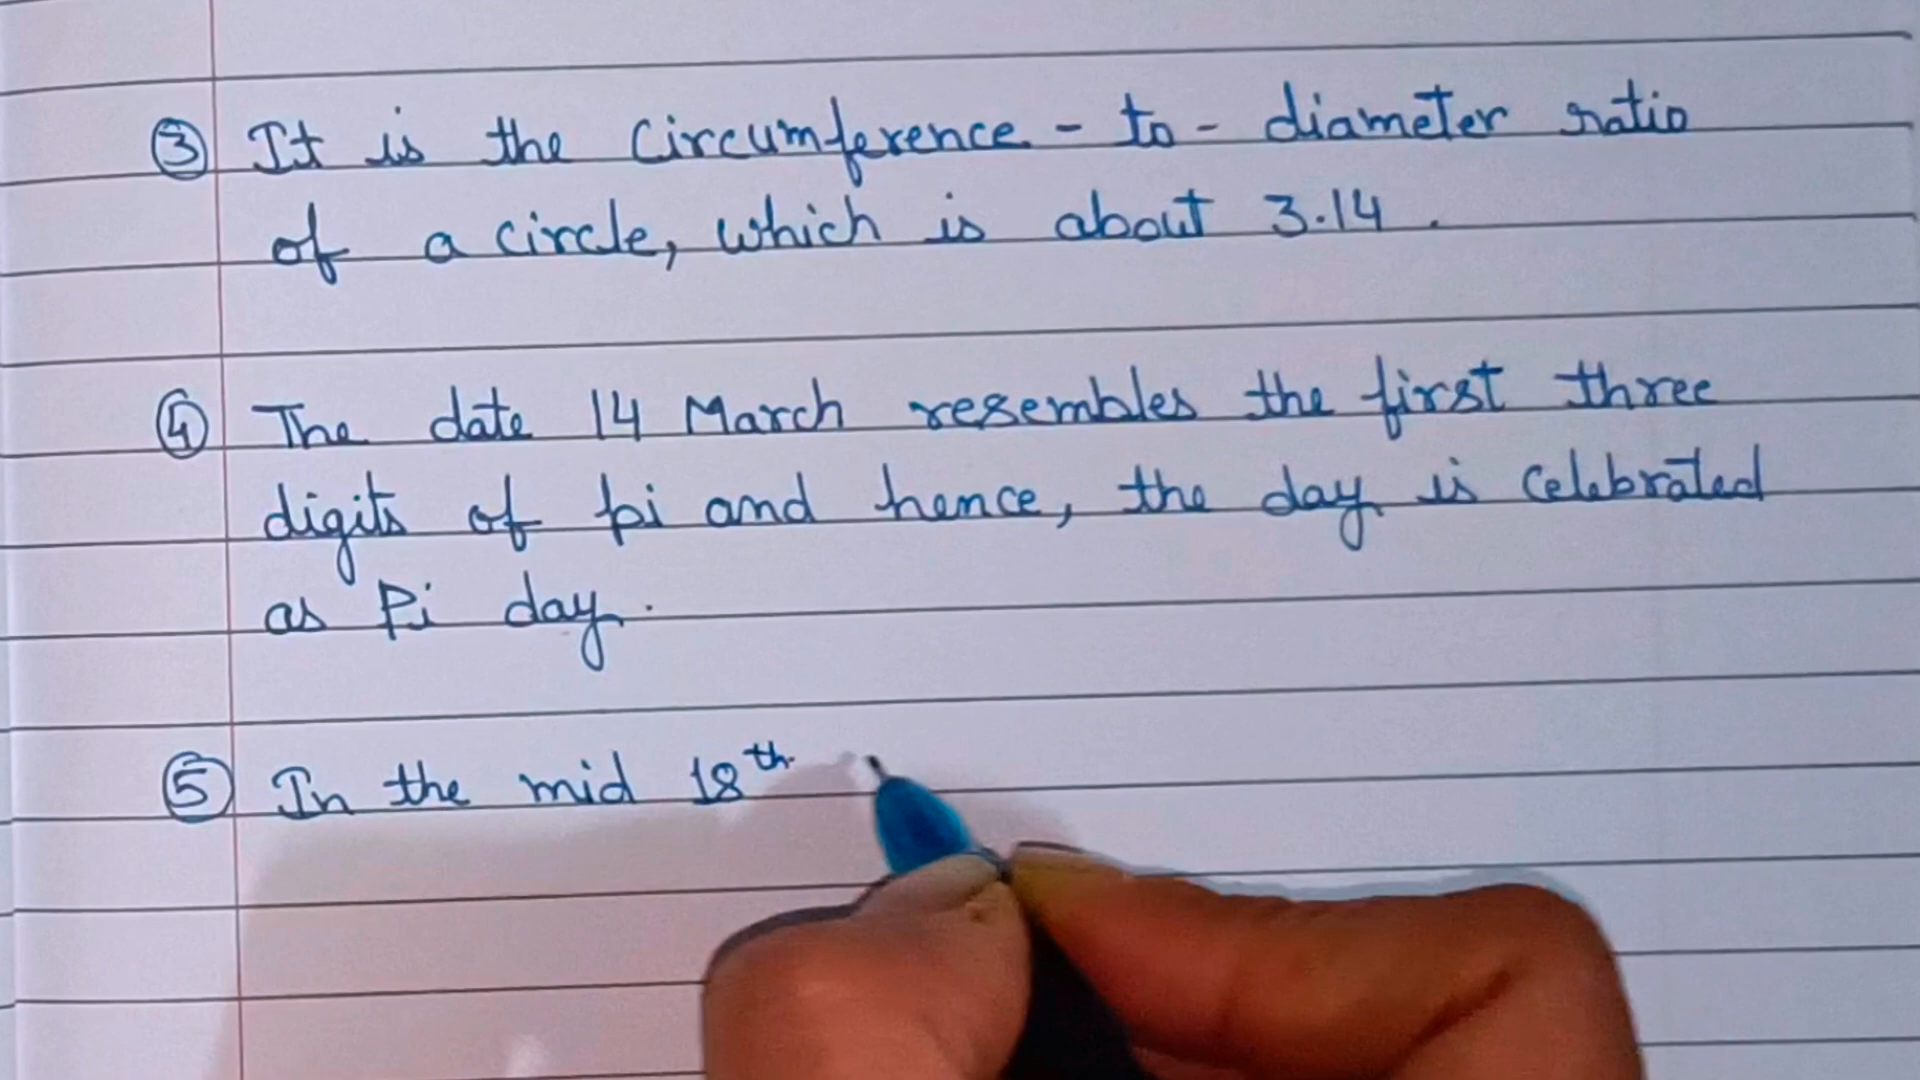 ③ It is the circumference - to - diameter ratio
of a circle, which is about 3.14 .
④ The date 14 March resembles the first three
digits of pi and hence, the day is celebrated
as Pi day.
⑤ In the mid 18th